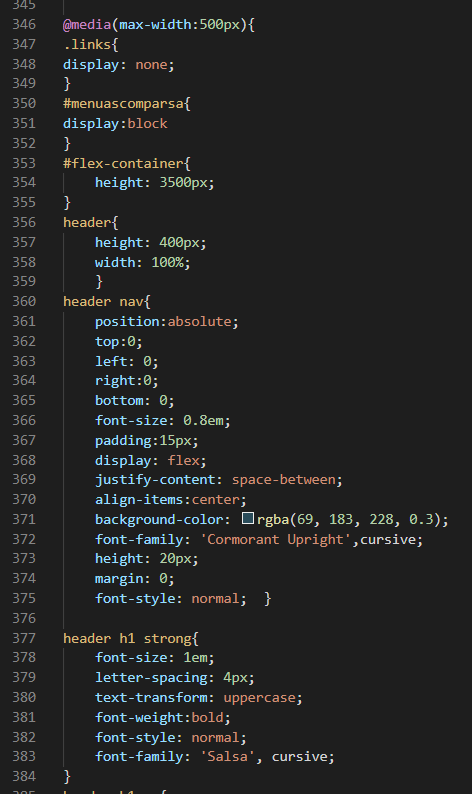 345
346 @media(max-width:500px){
347 .links{
348 display: none;
349 }
350 #menuascomparsa{
351 display:block
352 }
353 #flex-container{
354 height: 3500px;
355 }
356 header{
357 height: 400px;
358 width: 100%;
359 }
360 header nav{
361 position:absolute;
362 top:0;
363 left: 0;
364 right:0;
365 bottom: 0;
366 font-size: 0.8em;
367 padding:15px;
368 display: flex;
369 justify-content: space-between;
370 align-items:center;
371 background-color: rgba(69, 183, 228, 0.3);
372 font-family: 'Cormorant Upright',cursive;
373 height: 20px;
374 margin: 0;
375 font-style: normal; }
376
377 header h1 strong{
378 font-size: 1em;
379 letter-spacing: 4px;
380 text-transform: uppercase;
381 font-weight:bold;
382 font-style: normal;
383 font-family: 'Salsa', cursive;
384 }